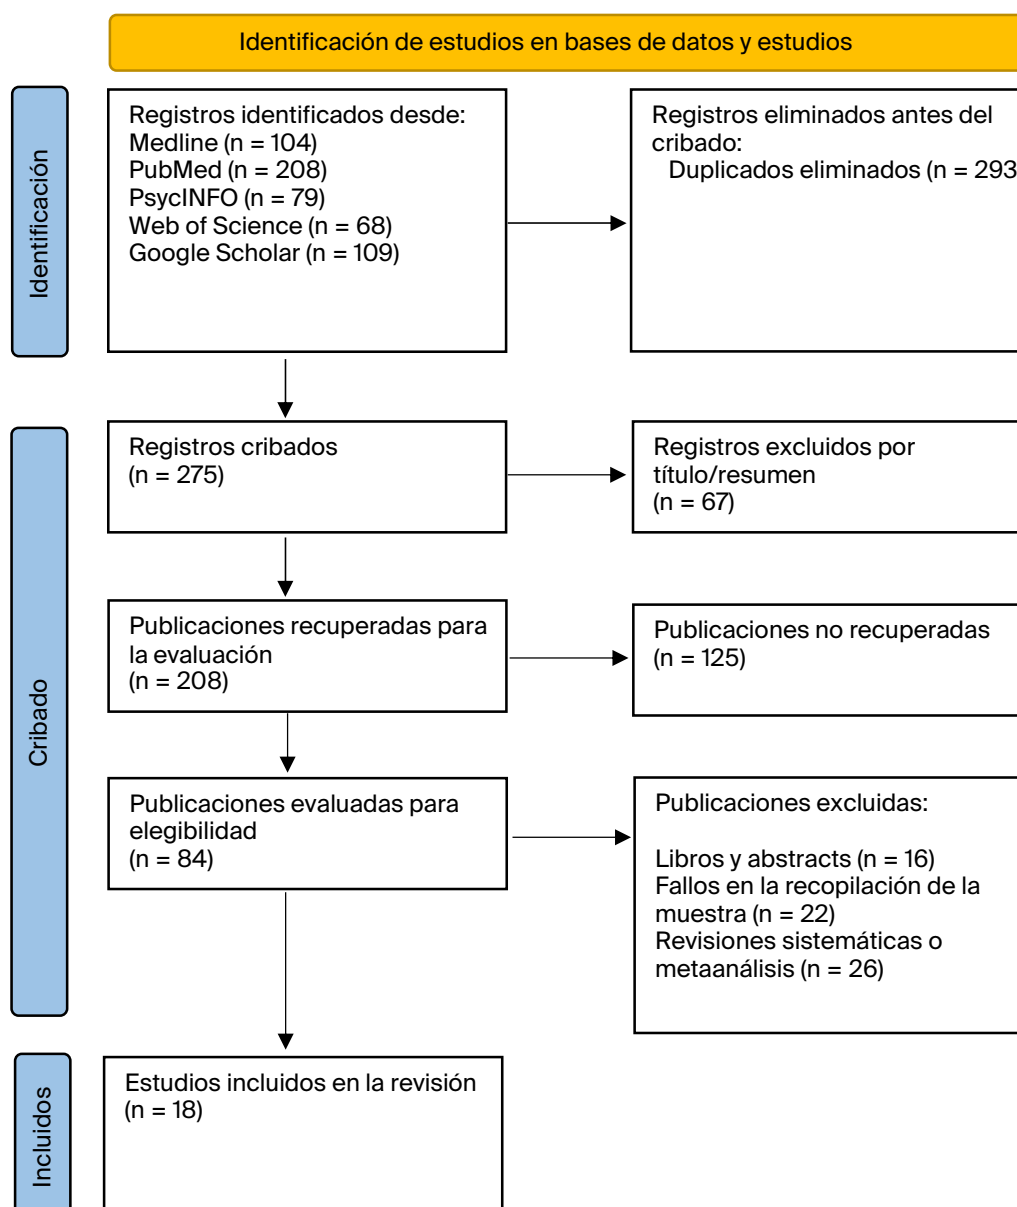 Identificación de estudios en bases de datos y estudios
Identificación
Registros identificados desde:
Medline (n = 104)
PubMed (n = 208)
PsycINFO (n = 79)
Web of Science (n = 68)
Google Scholar (n = 109)
Registros eliminados antes del
cribado:
Duplicados eliminados (n = 293
Cribado
Registros cribados
(n = 275)
Registros excluidos por
título/resumen
(n = 67)
Publicaciones recuperadas para
la evaluación
(n = 208)
Publicaciones no recuperadas
(n = 125)
Publicaciones evaluadas para
elegibilidad
(n = 84)
Publicaciones excluidas:
Libros y abstracts (n = 16)
Fallos en la recopilación de la
muestra (n = 22)
Revisiones sistemáticas o
metaanálisis (n = 26)
Incluidos
Estudios incluidos en la revisión
(n = 18)